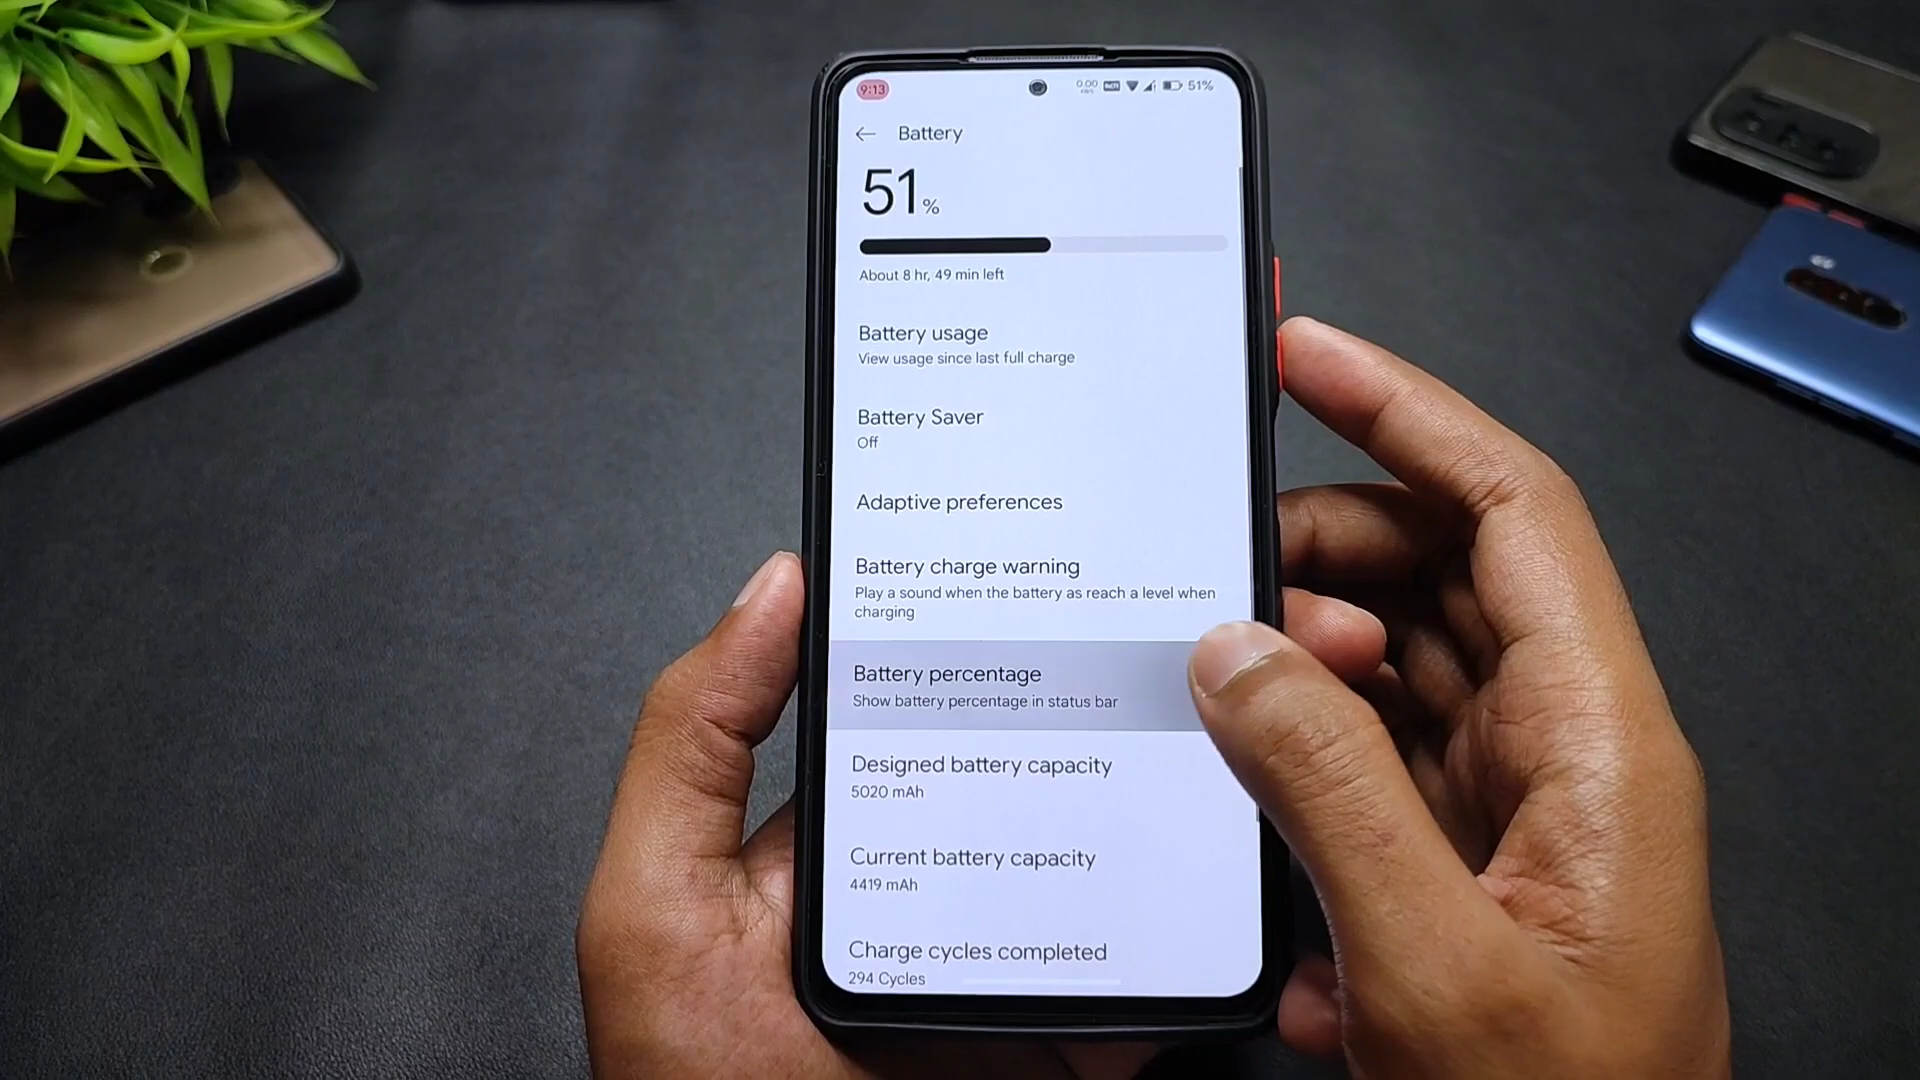 9:13
0.00
51%
Battery
51%
About 8 hr, 49 min left
Battery usage
View usage since last full charge
Battery Saver
Off
Adaptive preferences
Battery charge warning
Play a sound when the battery as reach a level when
charging
Battery percentage
Show battery percentage in status bar
Designed battery capacity
5020 mAh
Current battery capacity
4419 mAh
Charge cycles completed
294 Cycles